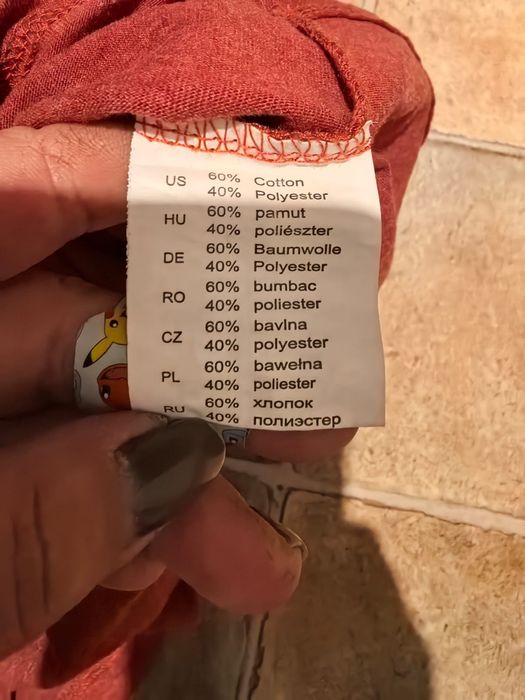 US 60% Cotton
40% Polyester
HU 60% pamut
40% poliészter
DE 60% Baumwolle
40% Polyester
RO 60% bumbac
40% poliester
CZ 60% bavlna
40% polyester
PL 60% bawełna
40% poliester
RU 60% хлопок
40% полиэстер